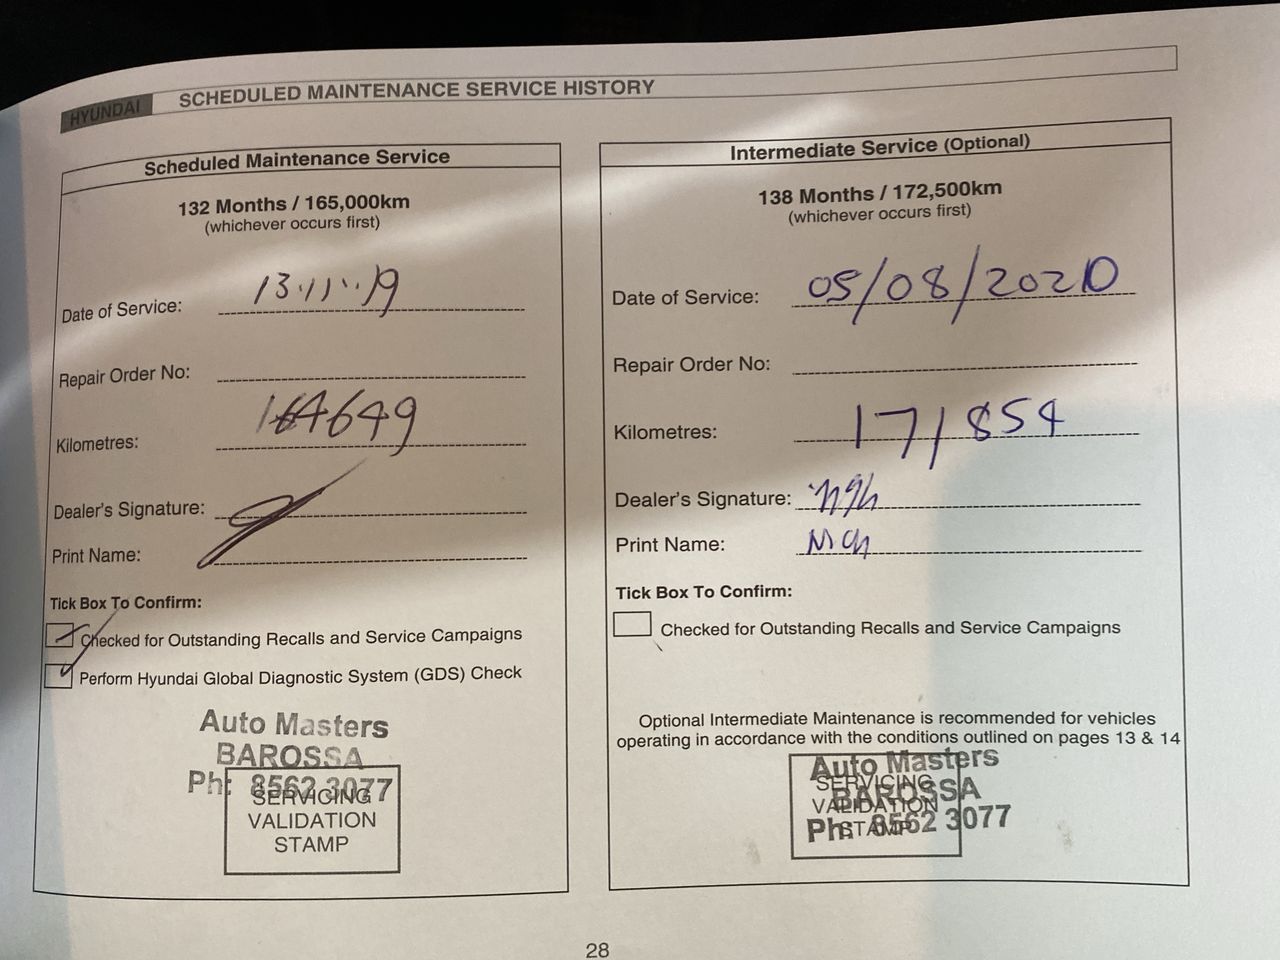 HYUNDAI
SCHEDULED MAINTENANCE SERVICE HISTORY
Scheduled Maintenance Service
132 Months / 165,000km
(whichever occurs first)
Date of Service: 13.11.19
Repair Order No:
Kilometres: 164649
Dealer's Signature:
Print Name:
Tick Box To Confirm:
Checked for Outstanding Recalls and Service Campaigns
Perform Hyundai Global Diagnostic System (GDS) Check
Auto Masters
BAROSSA
Ph: 8562 3077
SERVICING
VALIDATION
STAMP
Intermediate Service (Optional)
138 Months / 172,500km
(whichever occurs first)
Date of Service: 05/08/2020
Repair Order No:
Kilometres: 171854
Dealer's Signature:
Print Name:
Tick Box To Confirm:
Checked for Outstanding Recalls and Service Campaigns
Optional Intermediate Maintenance is recommended for vehicles
operating in accordance with the conditions outlined on pages 13 & 14
Auto Masters
SERVICING
BAROSSA
VALIDATION
Ph: 8562 3077
STAMP
28